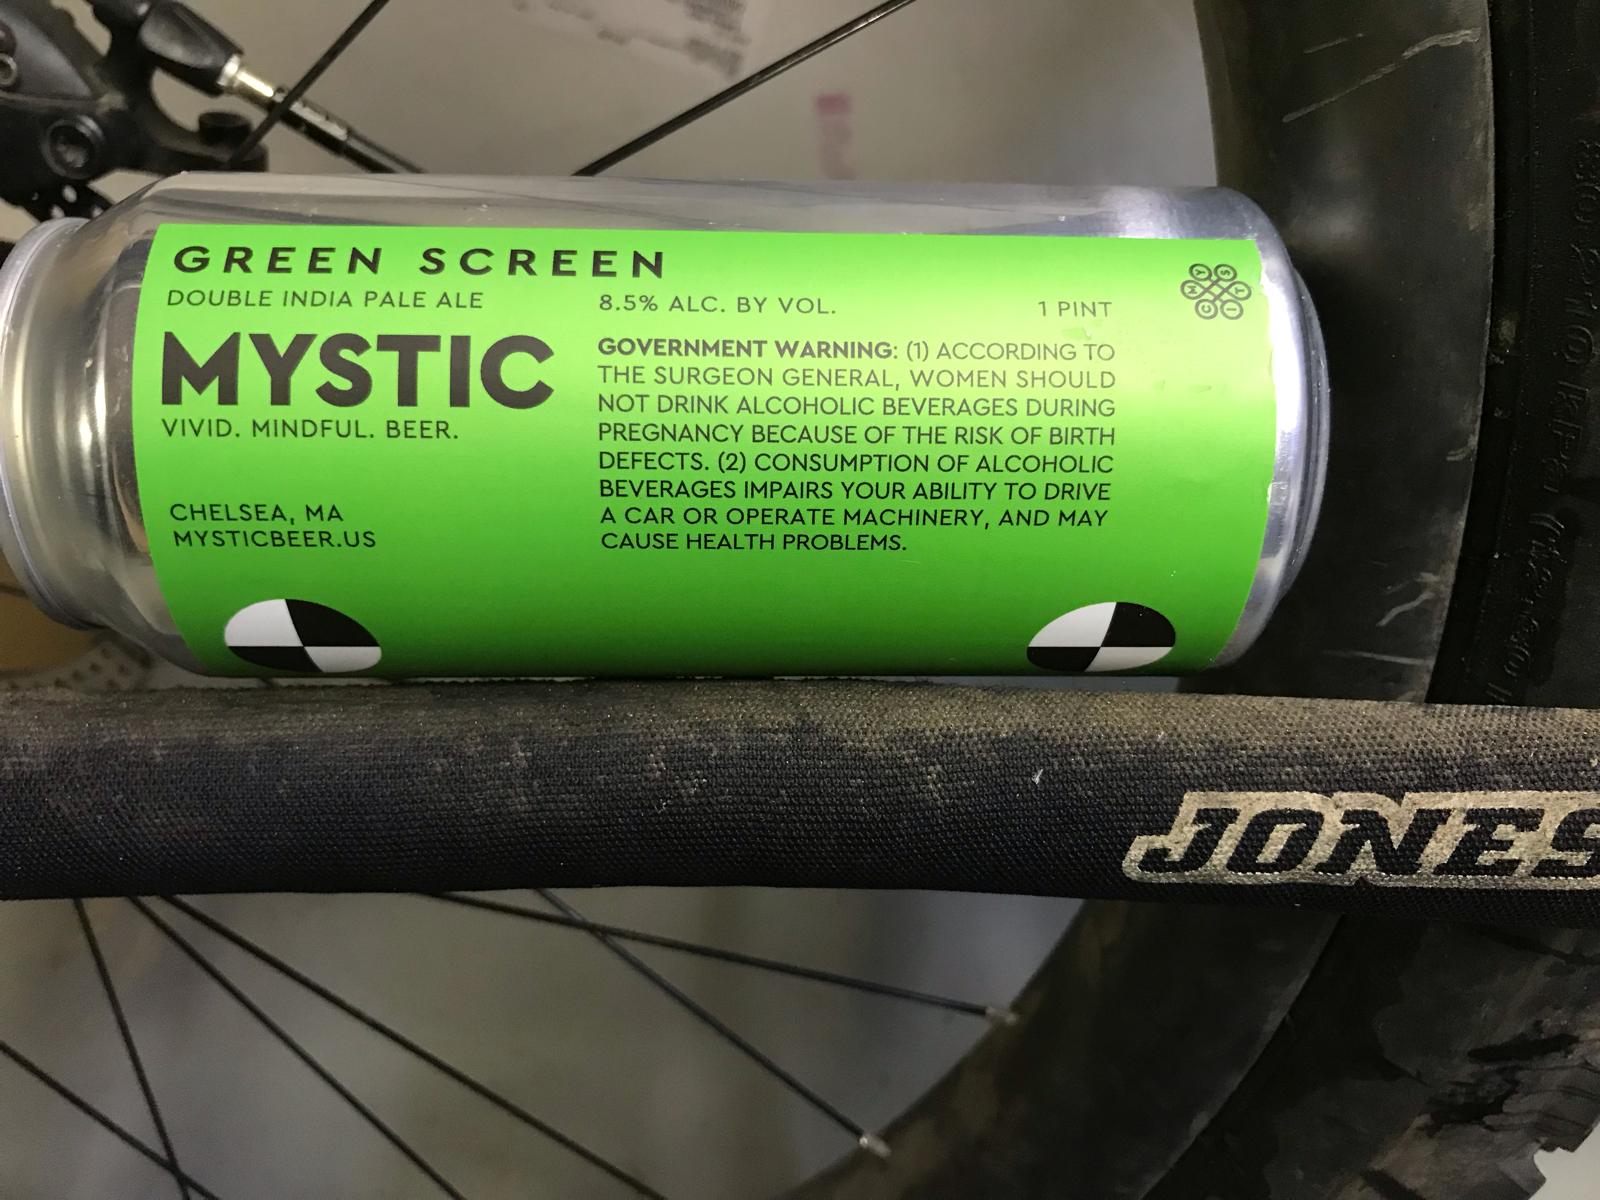 GREEN SCREEN
DOUBLE INDIA PALE ALE
8.5% ALC. BY VOL.
1 PINT
MYSTIC
VIVID. MINDFUL. BEER.
CHELSEA, MA
MYSTICBEER.US
GOVERNMENT WARNING: (1) ACCORDING TO
THE SURGEON GENERAL, WOMEN SHOULD
NOT DRINK ALCOHOLIC BEVERAGES DURING
PREGNANCY BECAUSE OF THE RISK OF BIRTH
DEFECTS. (2) CONSUMPTION OF ALCOHOLIC
BEVERAGES IMPAIRS YOUR ABILITY TO DRIVE
A CAR OR OPERATE MACHINERY, AND MAY
CAUSE HEALTH PROBLEMS.
MYSTIC
JONES